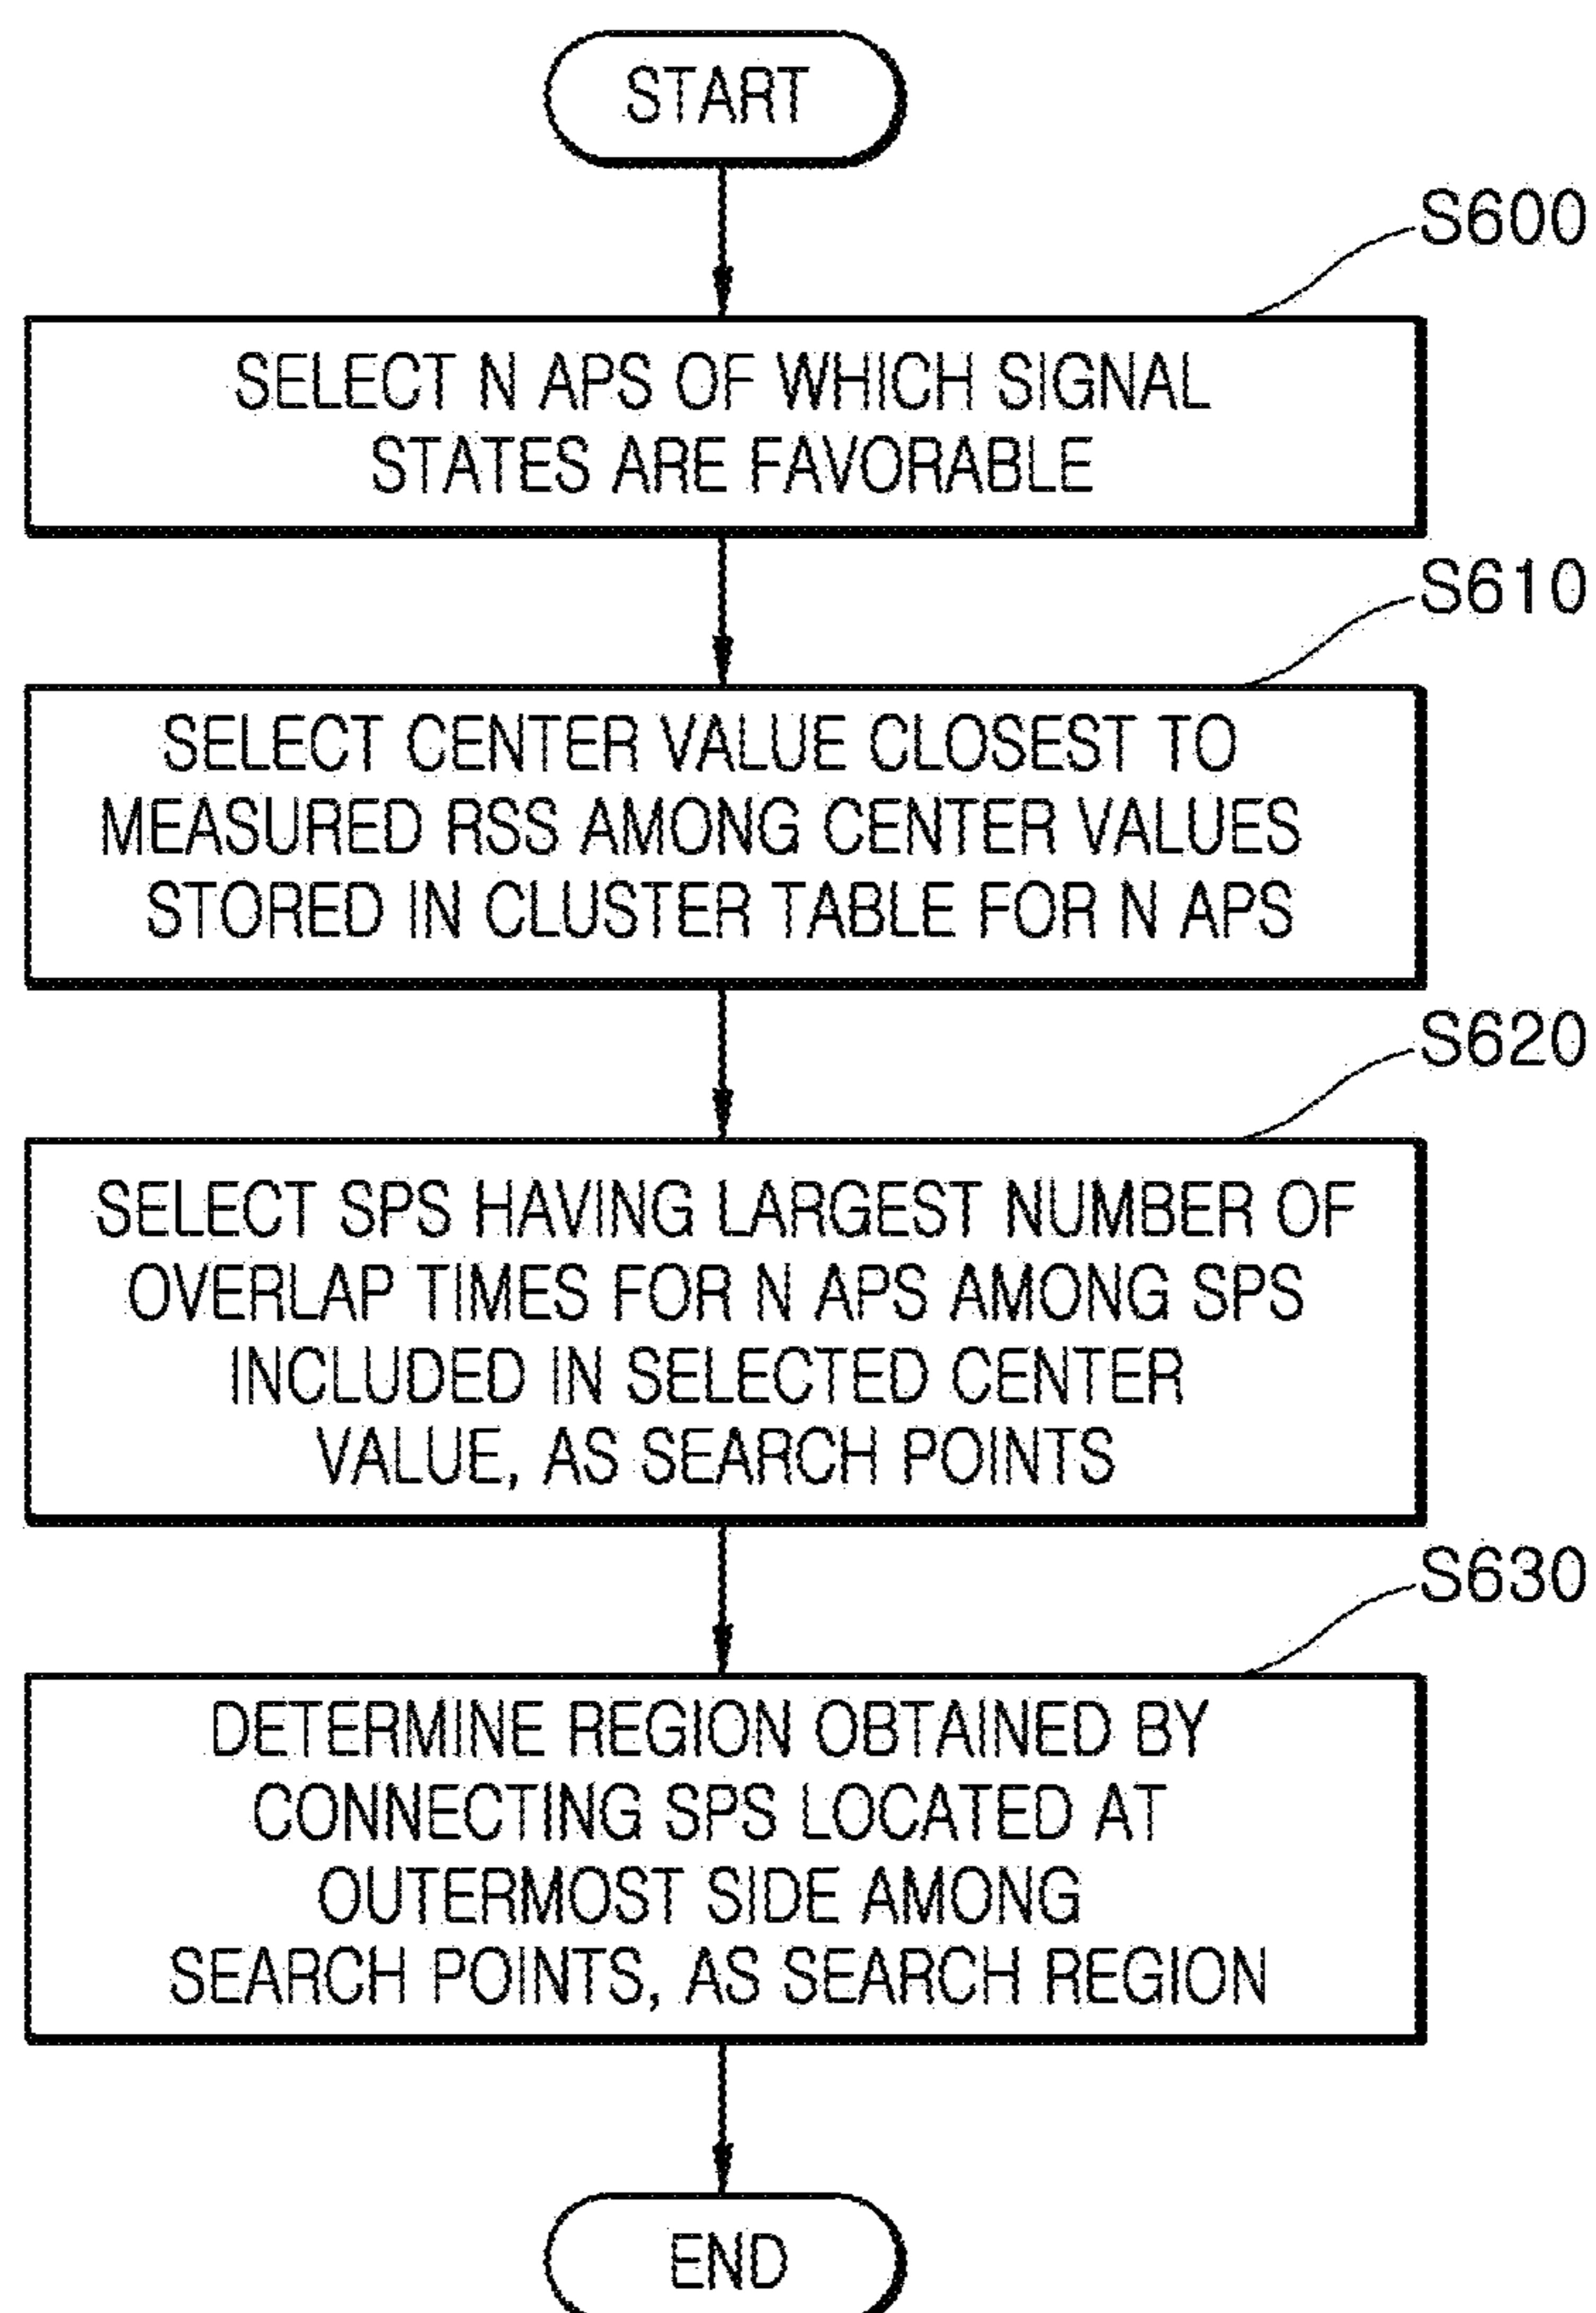 START
S600
SELECT N APS OF WHICH SIGNAL
STATES ARE FAVORABLE
S610
SELECT CENTER VALUE CLOSEST TO
MEASURED RSS AMONG CENTER VALUES
STORED IN CLUSTER TABLE FOR N APS
S620
SELECT SPS HAVING LARGEST NUMBER OF
OVERLAP TIMES FOR N APS AMONG SPS
INCLUDED IN SELECTED CENTER
VALUE, AS SEARCH POINTS
S630
DETERMINE REGION OBTAINED BY
CONNECTING SPS LOCATED AT
OUTERMOST SIDE AMONG
SEARCH POINTS, AS SEARCH REGION
END